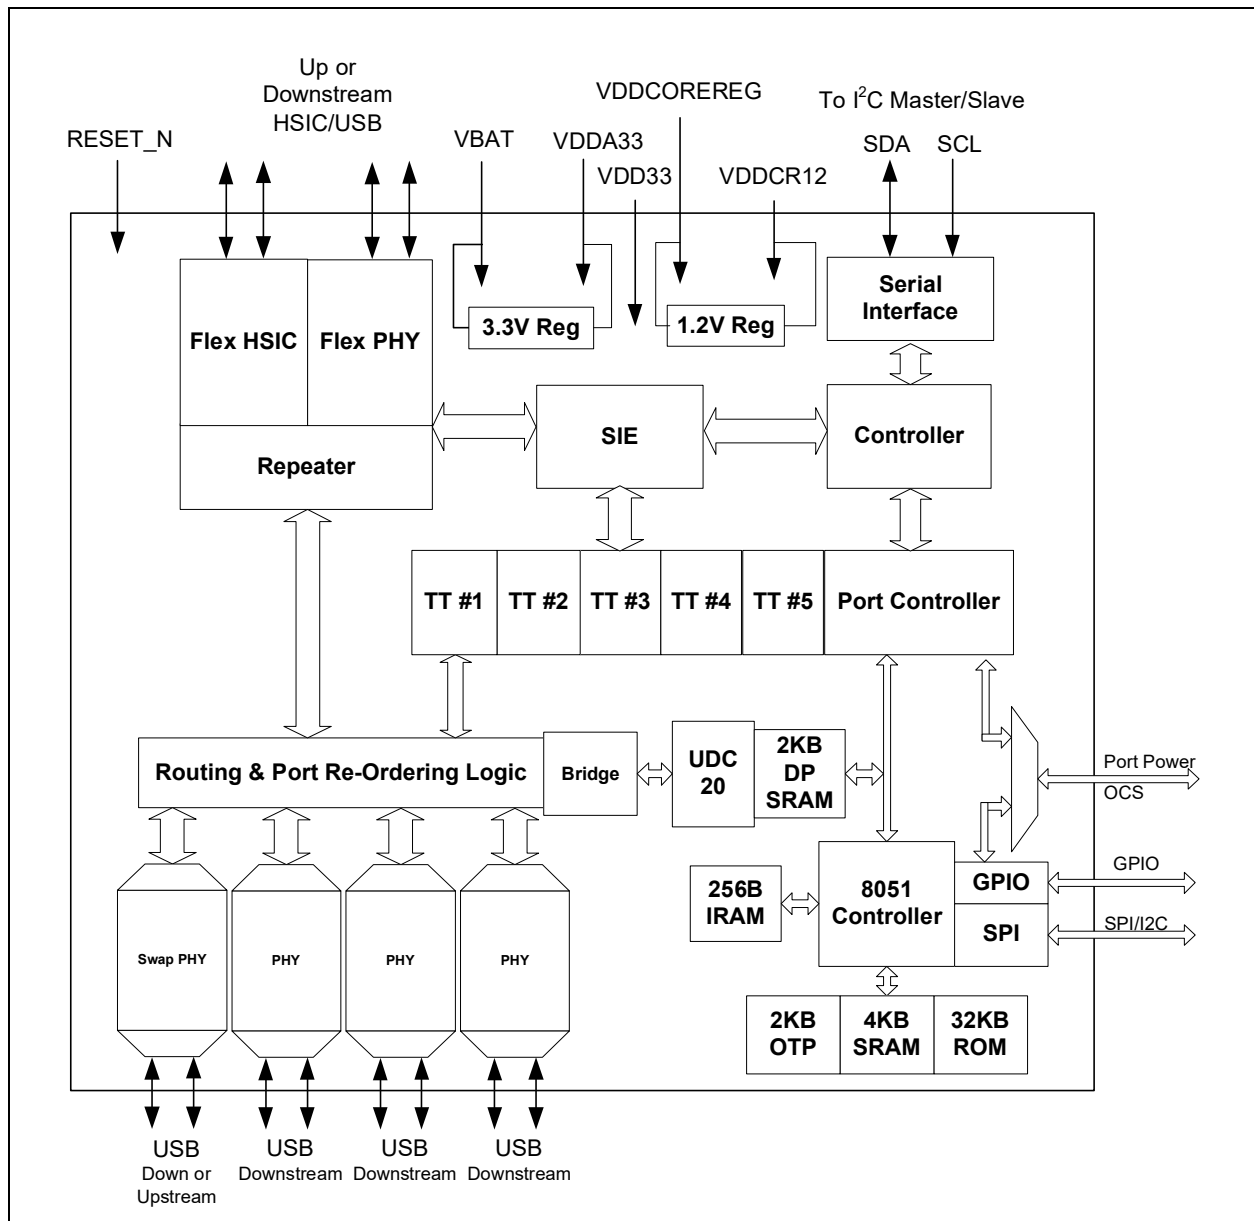 Up or
Downstream
HSIC/USB
RESET_N
VBAT
VDDA33
VDD33
VDDCOREREG
VDDCR12
To I²C Master/Slave
SDA
SCL
Flex HSIC
Flex PHY
3.3V Reg
1.2V Reg
Serial
Interface
Repeater
SIE
Controller
TT #1
TT #2
TT #3
TT #4
TT #5
Port Controller
Routing & Port Re-Ordering Logic
Bridge
UDC
20
2KB
DP
SRAM
Port Power
OCS
256B
IRAM
8051
Controller
GPIO
SPI
GPIO
SPI/I2C
2KB
OTP
4KB
SRAM
32KB
ROM
Swap PHY
PHY
PHY
PHY
USB
Down or
Upstream
USB
Downstream
USB
Downstream
USB
Downstream